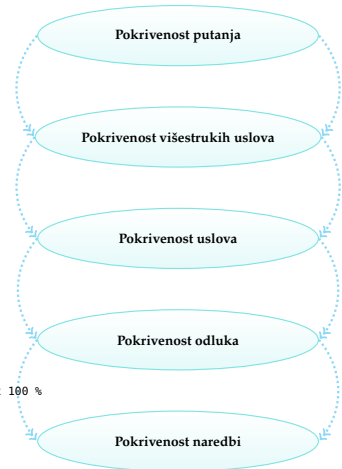 Pokrivenost putanja
Pokrivenost višestrukih uslova
Pokrivenost uslova
Pokrivenost odluka
100 %
Pokrivenost naredbi